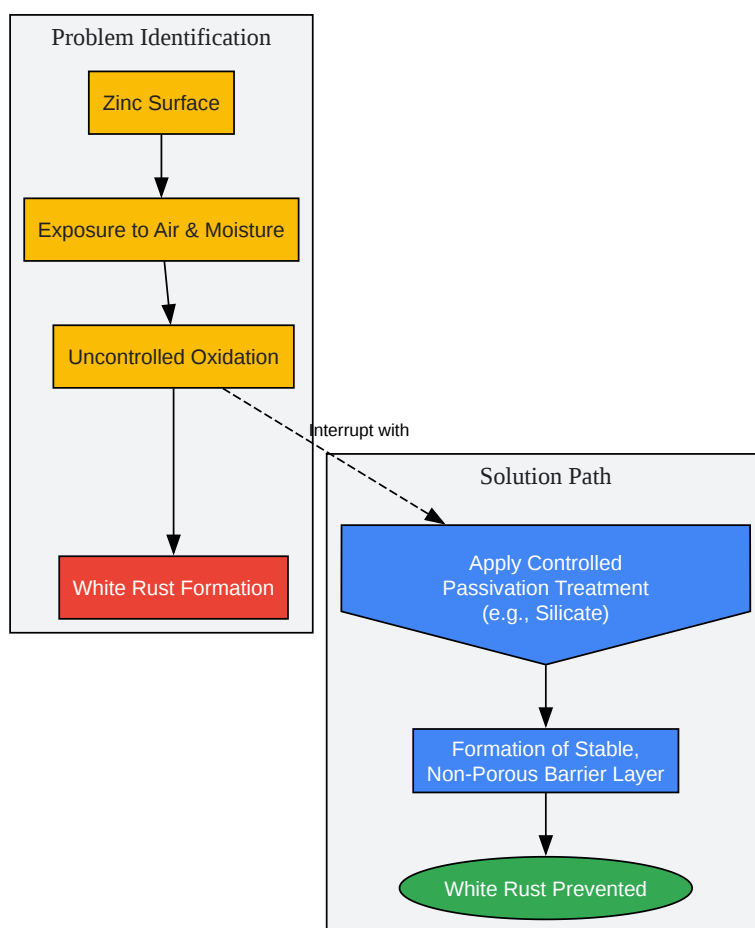 Problem Identification
Zinc Surface
Exposure to Air & Moisture
Uncontrolled Oxidation
Interrupt with
White Rust Formation
Solution Path
Apply Controlled
Passivation Treatment
(e.g., Silicate)
Formation of Stable,
Non-Porous Barrier Layer
White Rust Prevented